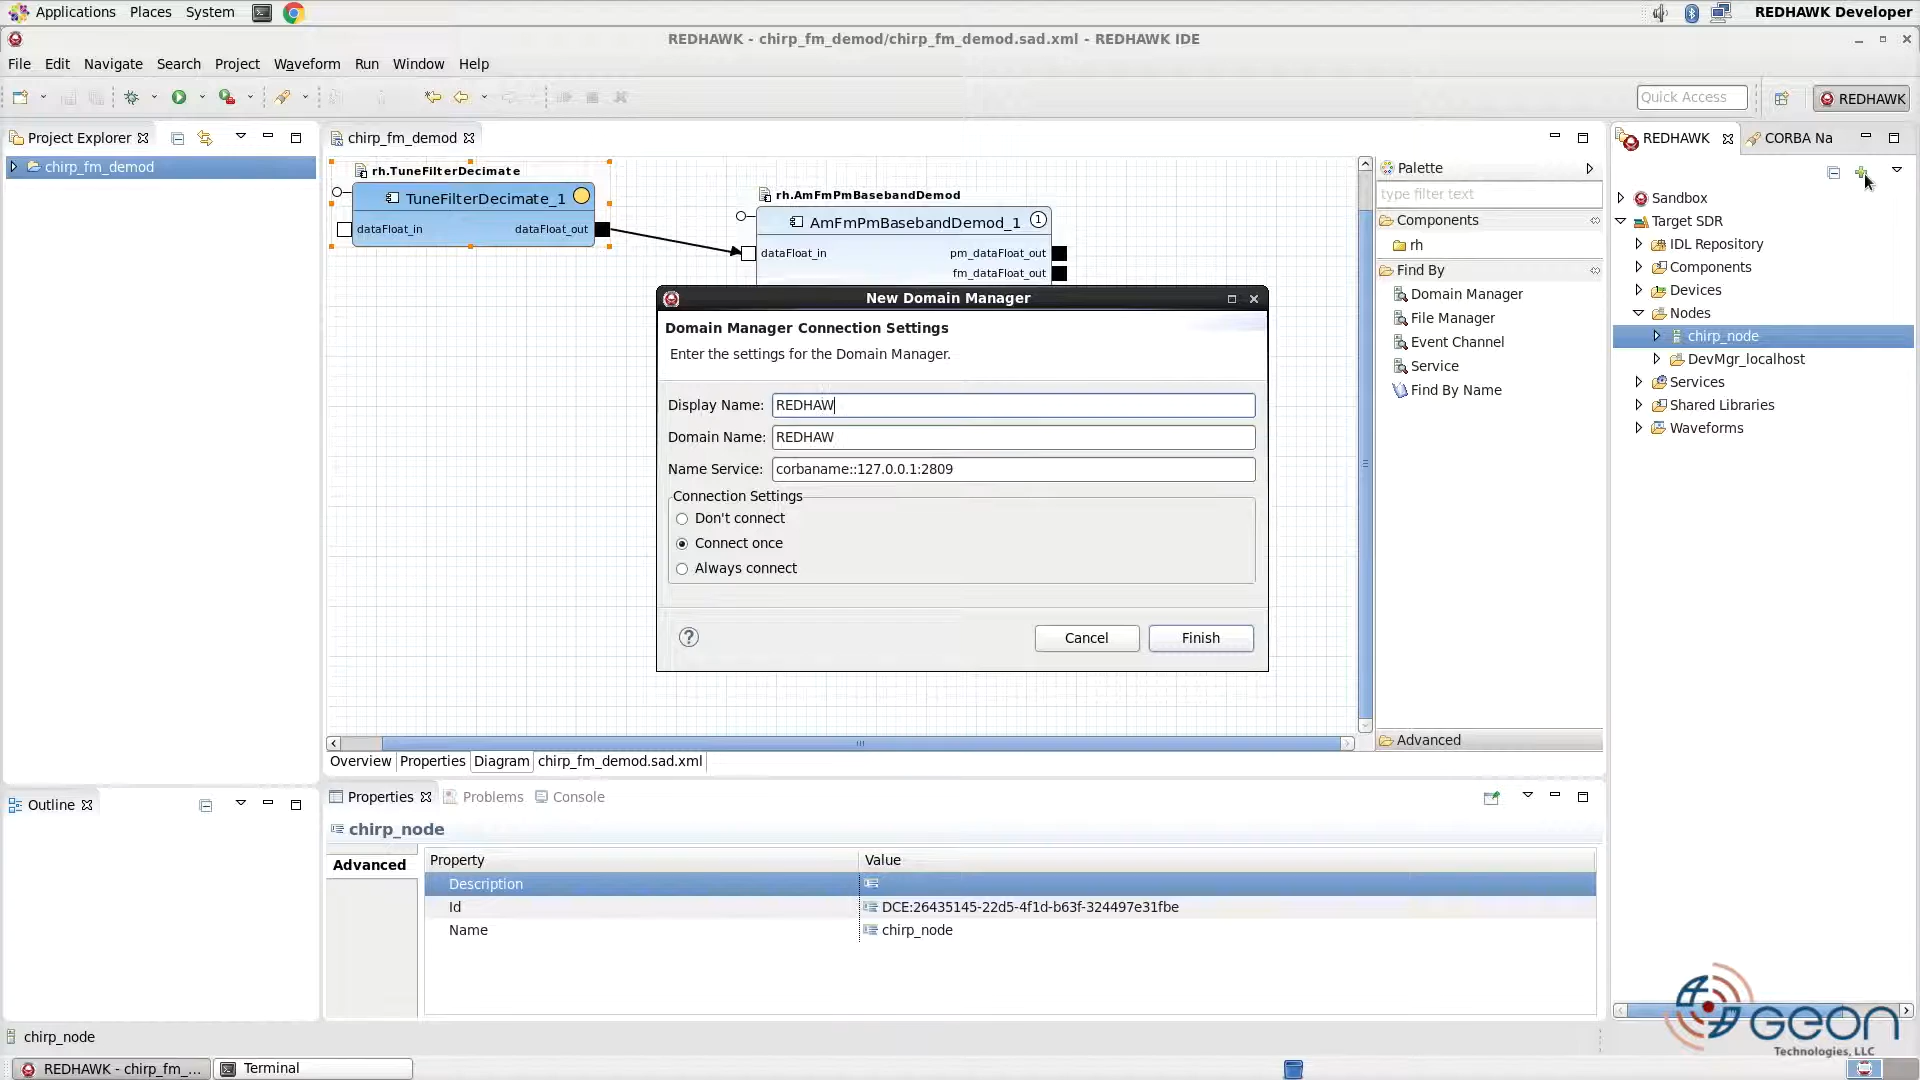 Applications Places System REDHAWK Developer
REDHAWK - chirp_fm_demod/chirp_fm_demod.sad.xml - REDHAWK IDE
File Edit Navigate Search Project Waveform Run Window Help
Quick Access REDHAWK
Project Explorer
chirp_fm_demod
chirp_fm_demod
rh.TuneFilterDecimate
TuneFilterDecimate_1
dataFloat_in dataFloat_out
rh.AmFmPmBasebandDemod
AmFmPmBasebandDemod_1 1
dataFloat_in pm_dataFloat_out
fm_dataFloat_out
New Domain Manager
Domain Manager Connection Settings
Enter the settings for the Domain Manager.
Display Name: REDHAW
Domain Name: REDHAW
Name Service: corbaname::127.0.0.1:2809
Connection Settings
Don't connect
Connect once
Always connect
? Cancel Finish
Palette
type filter text
Components
rh
Find By
Domain Manager
File Manager
Event Channel
Service
Find By Name
Advanced
REDHAWK CORBA Na
Sandbox
Target SDR
IDL Repository
Components
Devices
Nodes
chirp_node
DevMgr_localhost
Services
Shared Libraries
Waveforms
Overview Properties Diagram chirp_fm_demod.sad.xml
Outline
Properties Problems Console
chirp_node
Advanced
Property Value
Description
Id DCE:26435145-22d5-4f1d-b63f-324497e31fbe
Name chirp_node
chirp_node
GEON
Technologies, LLC
REDHAWK - chirp_fm_... Terminal